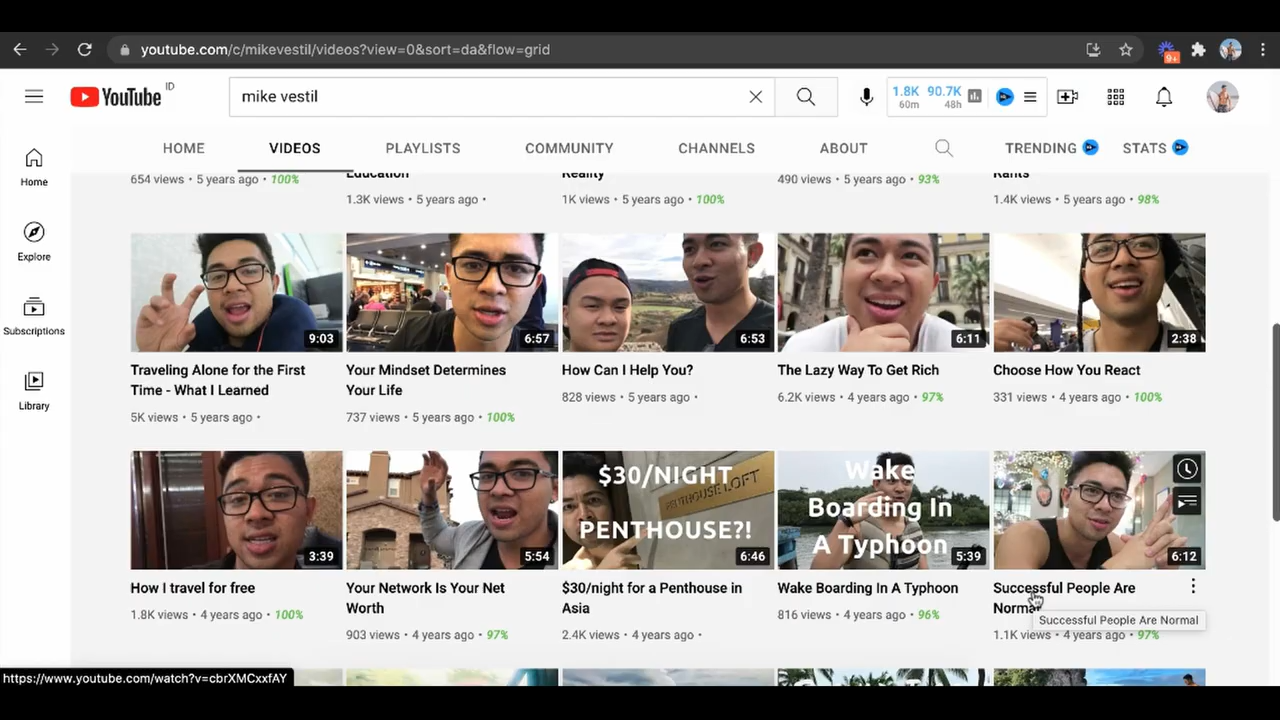 youtube.com/c/mikevestil/videos?view=0&sort=da&flow=grid
9+
YouTube ID
mike vestil
1.8K 90.7K
60m 48h
HOME VIDEOS PLAYLISTS COMMUNITY CHANNELS ABOUT TRENDING STATS
Home
Explore
Subscriptions
Library
Education Reality Rants
654 views • 5 years ago • 100%
1.3K views • 5 years ago •
1K views • 5 years ago • 100%
490 views • 5 years ago • 93%
1.4K views • 5 years ago • 98%
9:03
Traveling Alone for the First
Time - What I Learned
5K views • 5 years ago •
6:57
Your Mindset Determines
Your Life
737 views • 5 years ago • 100%
6:53
How Can I Help You?
828 views • 5 years ago •
6:11
The Lazy Way To Get Rich
6.2K views • 4 years ago • 97%
2:38
Choose How You React
331 views • 4 years ago • 100%
3:39
How I travel for free
1.8K views • 4 years ago • 100%
5:54
Your Network Is Your Net
Worth
903 views • 4 years ago • 97%
$30/NIGHT
PENTHOUSE LOFT
PENTHOUSE?!
6:46
$30/night for a Penthouse in
Asia
2.4K views • 4 years ago •
Wake
Boarding In
A Typhoon
5:39
Wake Boarding In A Typhoon
816 views • 4 years ago • 96%
6:12
Successful People Are
Normal
Successful People Are Normal
1.1K views • 4 years ago • 97%
https://www.youtube.com/watch?v=cbrXMCxxfAY